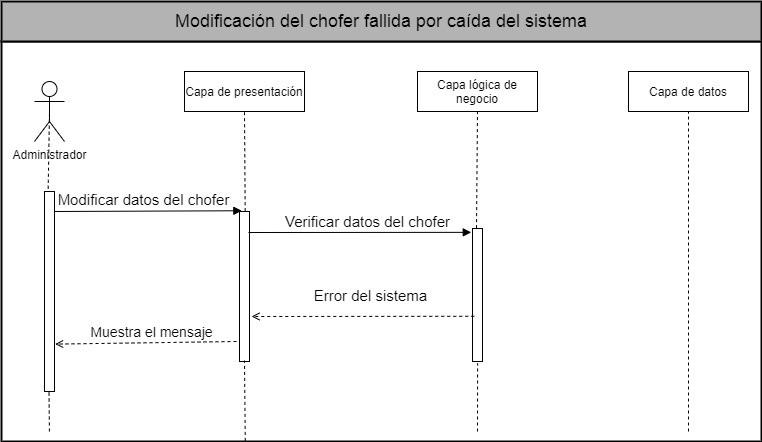 Modificación del chofer fallida por caída del sistema
Capa de presentación
Capa lógica de
negocio
Capa de datos
Administrador
Modificar datos del chofer
Verificar datos del chofer
Error del sistema
Muestra el mensaje